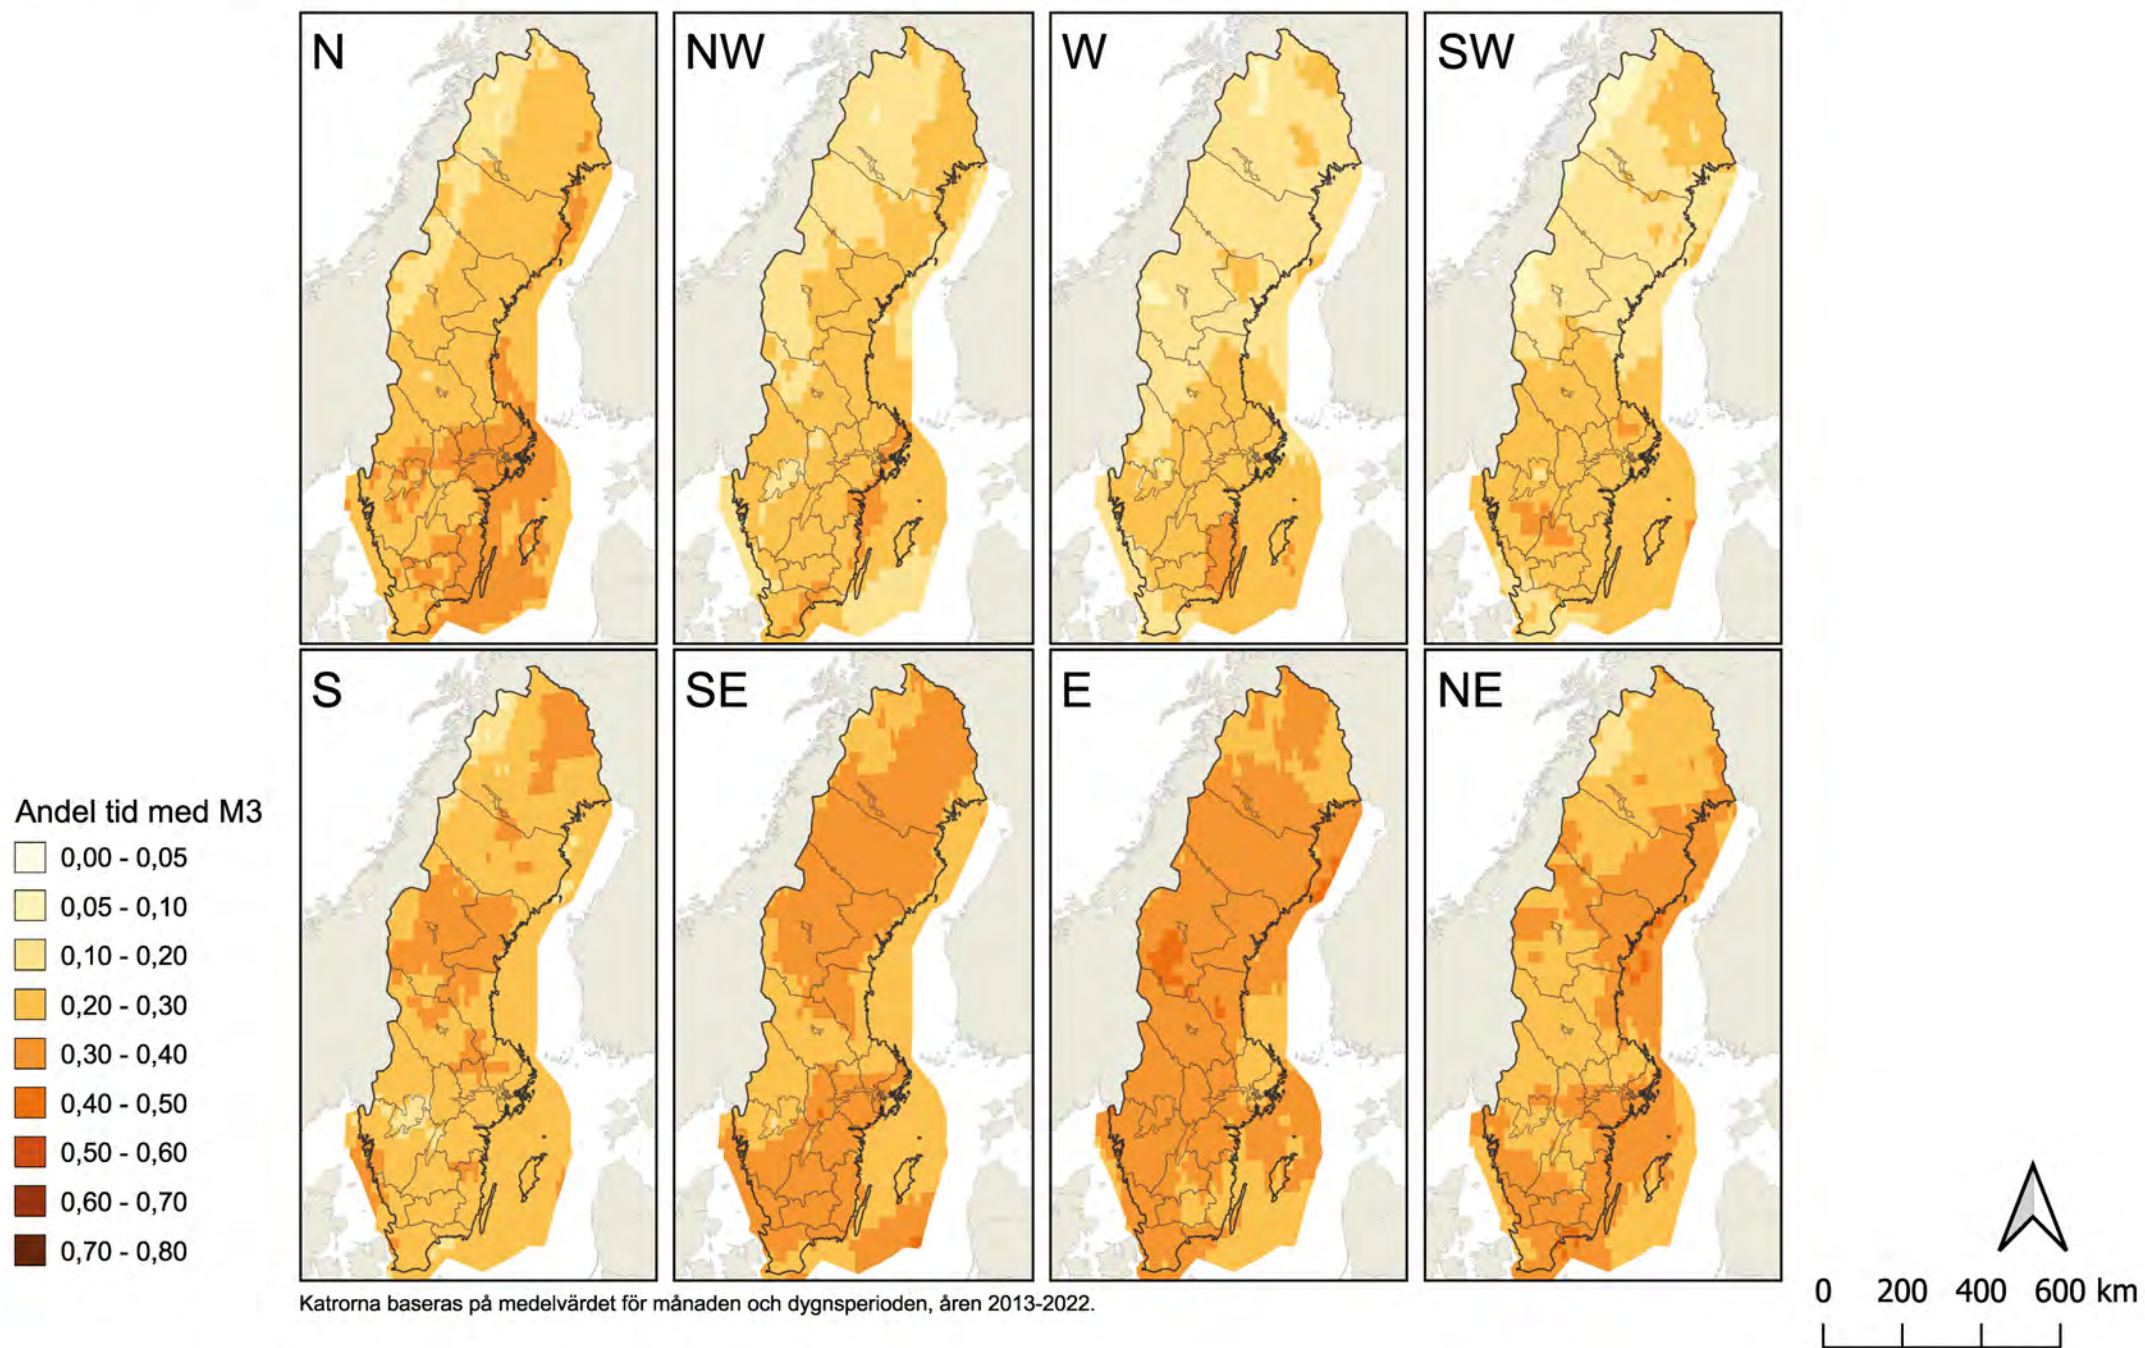 N
NW
W
SW
S
SE
E
NE
Andel tid med M3
0,00 - 0,05
0,05 - 0,10
0,10 - 0,20
0,20 - 0,30
0,30 - 0,40
0,40 - 0,50
0,50 - 0,60
0,60 - 0,70
0,70 - 0,80
Katrorna baseras på medelvärdet för månaden och dygnsperioden, åren 2013-2022.
0 200 400 600 km